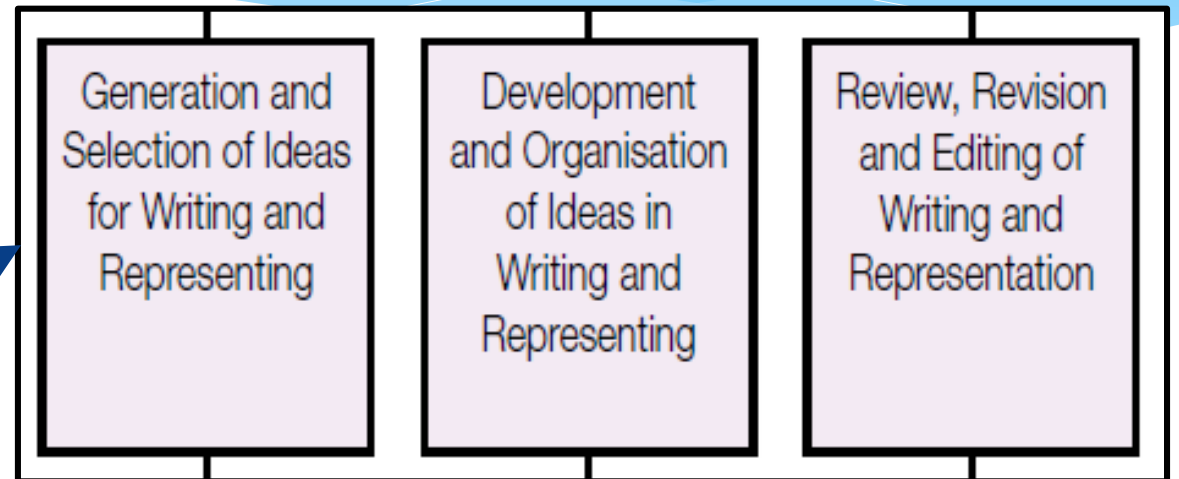 Generation and
Selection of Ideas
for Writing and
Representing
Development
and Organisation
of Ideas in
Writing and
Representing
Review, Revision
and Editing of
Writing and
Representation